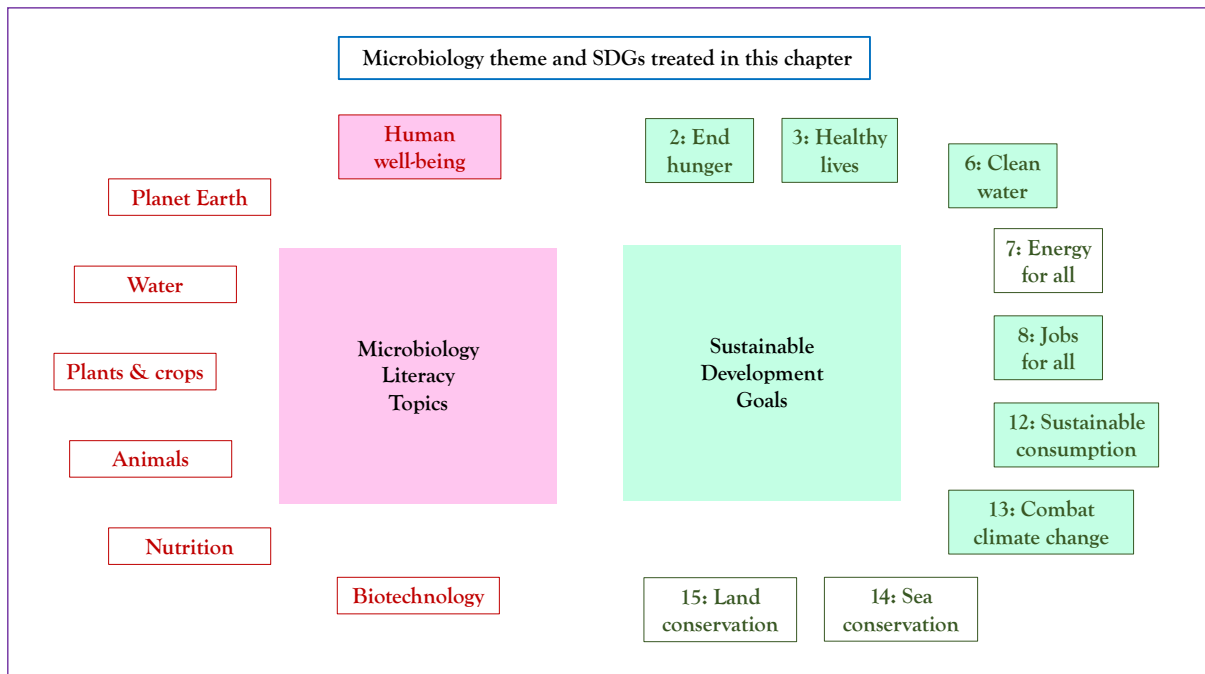 Microbiology theme and SDGs treated in this chapter
Human
well-being
Planet Earth
Water
Plants & crops
Animals
Nutrition
Biotechnology
Microbiology
Literacy
Topics
Sustainable
Development
Goals
2: End
hunger
3: Healthy
lives
6: Clean
water
7: Energy
for all
8: Jobs
for all
12: Sustainable
consumption
13: Combat
climate change
14: Sea
conservation
15: Land
conservation